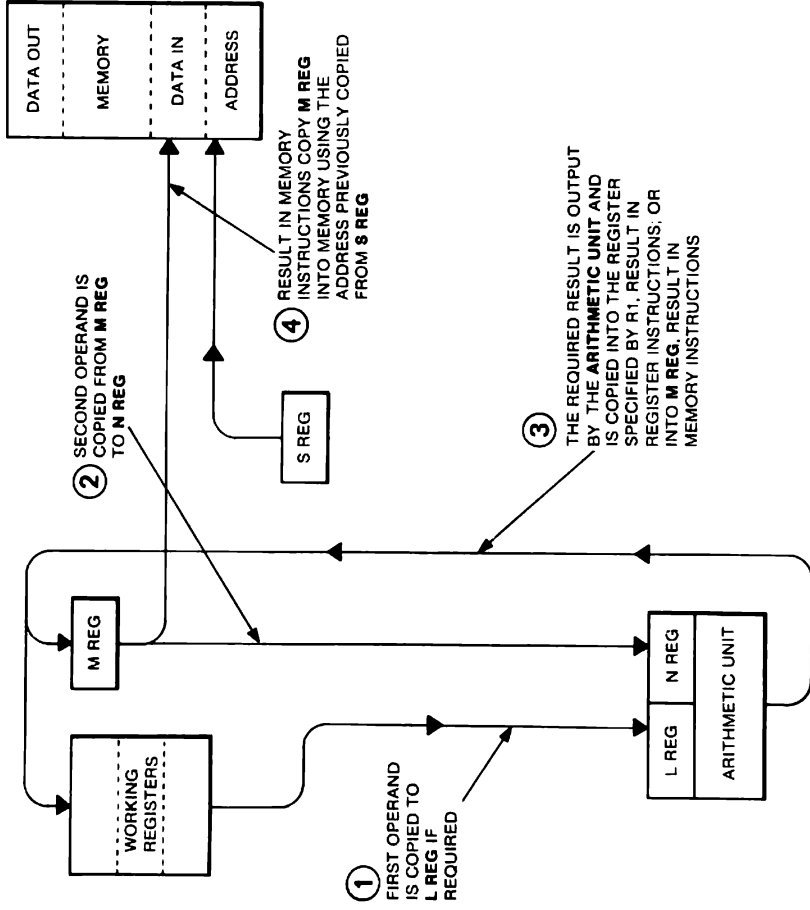 DATA OUT
MEMORY
DATA IN
ADDRESS
2
SECOND OPERAND IS
COPIED FROM M REG
TO N REG
4
RESULT IN MEMORY
INSTRUCTIONS COPY M REG
INTO MEMORY USING THE
ADDRESS PREVIOUSLY COPIED
FROM S REG
S REG
M REG
WORKING
REGISTERS
1
FIRST OPERAND
IS COPIED TO
L REG IF
REQUIRED
3
THE REQUIRED RESULT IS OUTPUT
BY THE ARITHMETIC UNIT AND
IS COPIED INTO THE REGISTER
SPECIFIED BY R1, RESULT IN
REGISTER INSTRUCTIONS; OR
INTO M REG, RESULT IN
MEMORY INSTRUCTIONS
L REG
N REG
ARITHMETIC UNIT